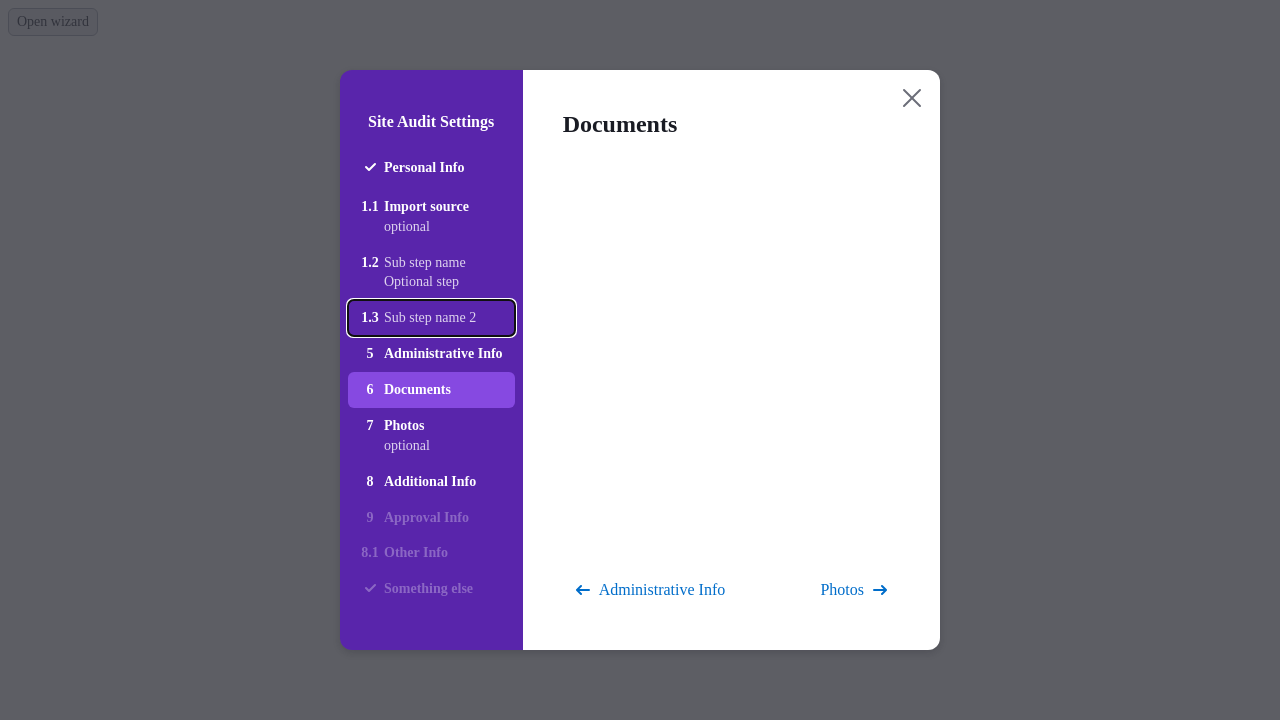 Open wizard
Site Audit Settings
Personal Info
1.1 Import source
optional
1.2 Sub step name
Optional step
1.3 Sub step name 2
5 Administrative Info
6 Documents
7 Photos
optional
8 Additional Info
9 Approval Info
8.1 Other Info
Something else
Documents
Administrative Info
Photos